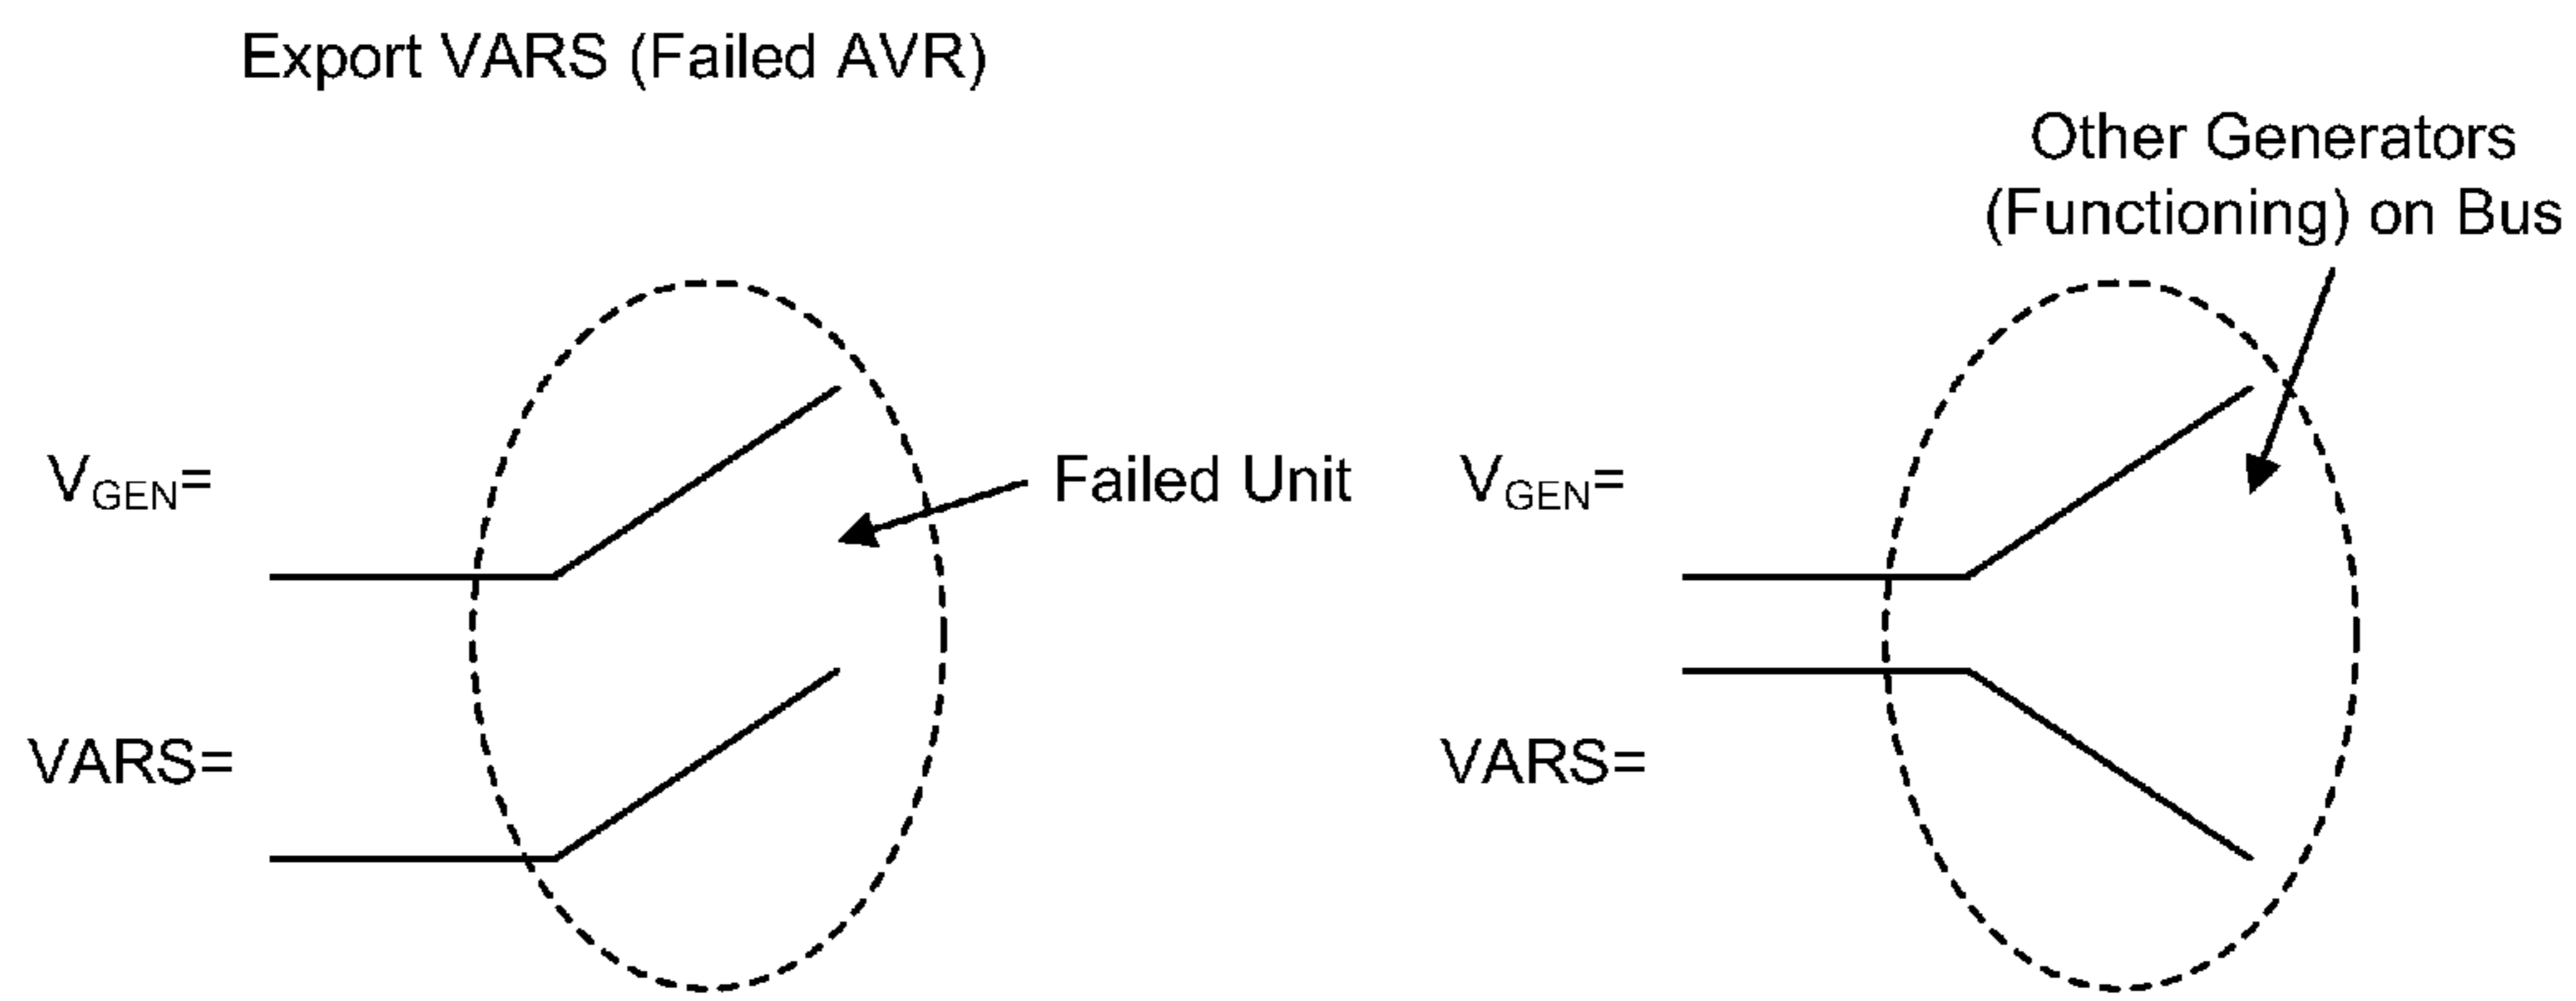 Export VARS (Failed AVR)
Other Generators
(Functioning) on Bus
VGEN=
Failed Unit
VGEN=
VARS=
VARS=